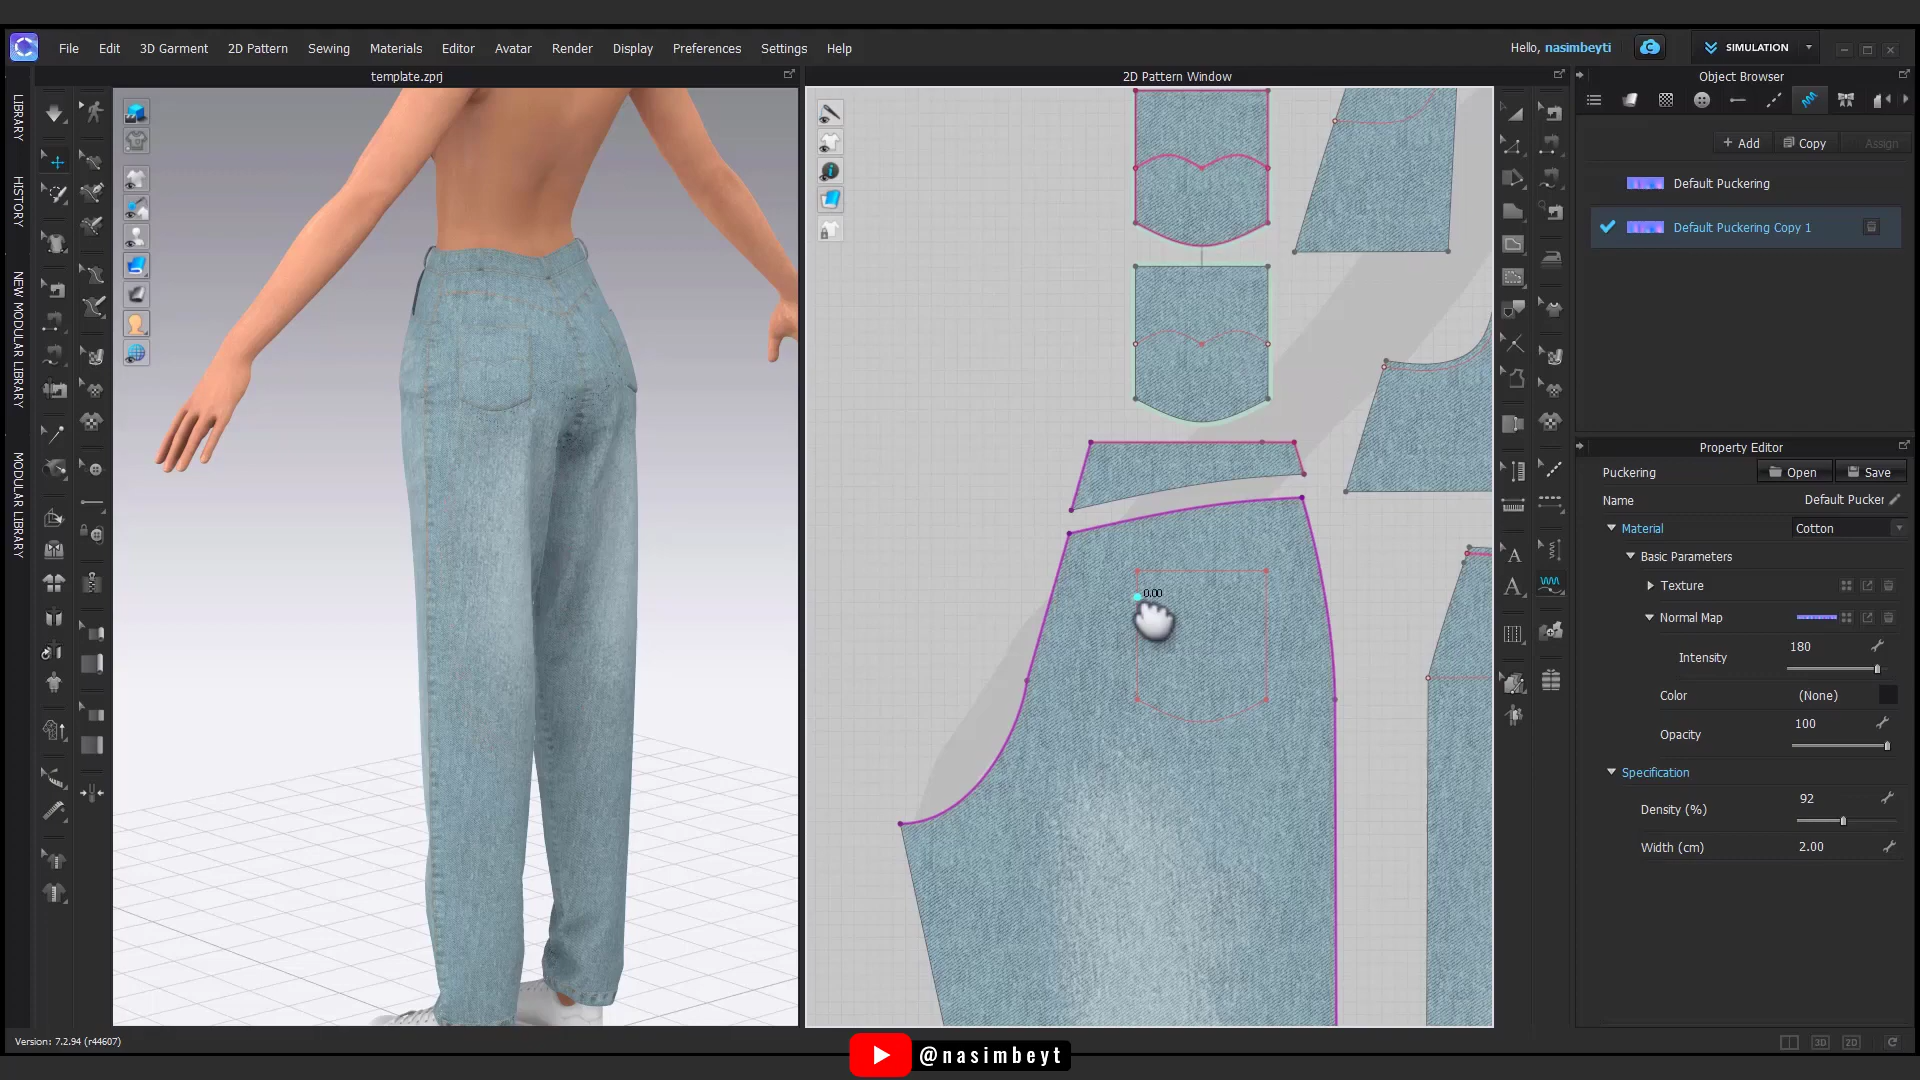 File Edit 3D Garment 2D Pattern Sewing Materials Editor Avatar Render Display Preferences Settings Help
Hello, nasimbeyti
SIMULATION
template.zprj
2D Pattern Window
Object Browser
LIBRARY
HISTORY
NEW MODULAR LIBRARY
MODULAR LIBRARY
+ Add
Copy
Assign
Default Puckering
Default Puckering Copy 1
Property Editor
Puckering
Open
Save
Name
Default Pucker
Material
Cotton
Basic Parameters
Texture
Normal Map
Intensity
180
Color
(None)
Opacity
100
Specification
Density (%)
92
Width (cm)
2.00
0.00
A
A
3D
2D
Version: 7.2.94 (r44607)
@nasimbeyt